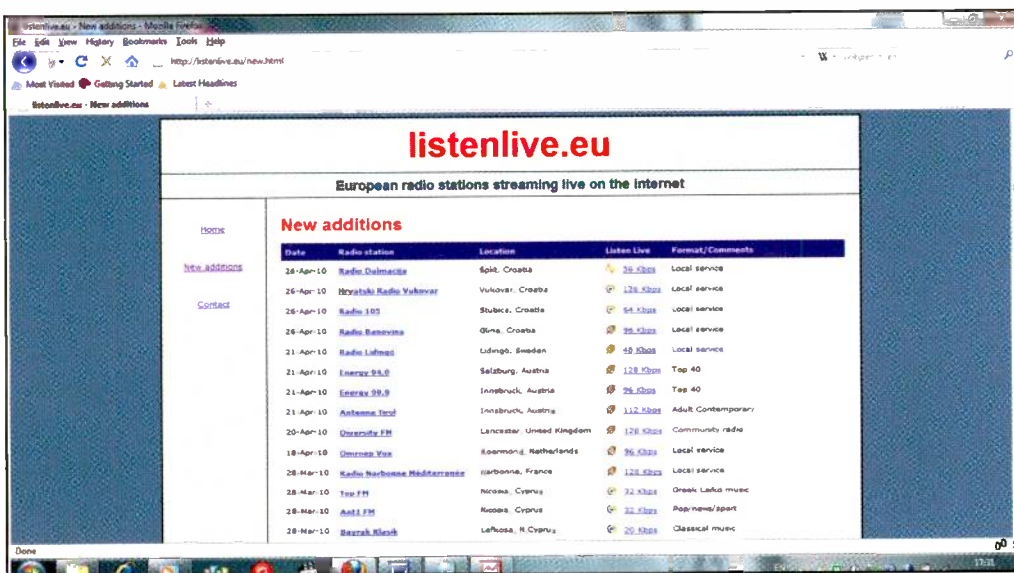 listenlive.eu - New additions - Mozilla Firefox
File Edit View History Bookmarks Tools Help
http://listenlive.eu/new.html
Most Visited Getting Started Latest Headlines
listenlive.eu - New additions
listenlive.eu
European radio stations streaming live on the internet
Home
New additions
Contact
New additions
Date Radio station Location Listen Live Format/Comments
26-Apr-10 Radio Dalmacija Split, Croatia 56 Kbps Local service
26-Apr-10 Hrvatski Radio Vukovar Vukovar, Croatia 128 Kbps Local service
26-Apr-10 Radio 105 Stubica, Croatia 64 Kbps Local service
26-Apr-10 Radio Banovina Glina, Croatia 96 Kbps Local service
21-Apr-10 Radio Lidingö Lidingö, Sweden 48 Kbps Local service
21-Apr-10 Energy 94.0 Salzburg, Austria 128 Kbps Top 40
21-Apr-10 Energy 99.9 Innsbruck, Austria 96 Kbps Top 40
21-Apr-10 Antenne Tirol Innsbruck, Austria 112 Kbps Adult Contemporary
20-Apr-10 Diversity FM Lancaster, United Kingdom 128 Kbps Community radio
18-Apr-10 Omroep Vox Roermond, Netherlands 96 Kbps Local service
28-Mar-10 Radio Narbonne Méditerranée Narbonne, France 128 Kbps Local service
28-Mar-10 Top FM Nicosia, Cyprus 32 Kbps Greek Laiko music
28-Mar-10 Ant1 FM Nicosia, Cyprus 32 Kbps Pop/news/sport
28-Mar-10 Bayrak Klasik Lefkosa, N.Cyprus 20 Kbps Classical music
Done
17:31